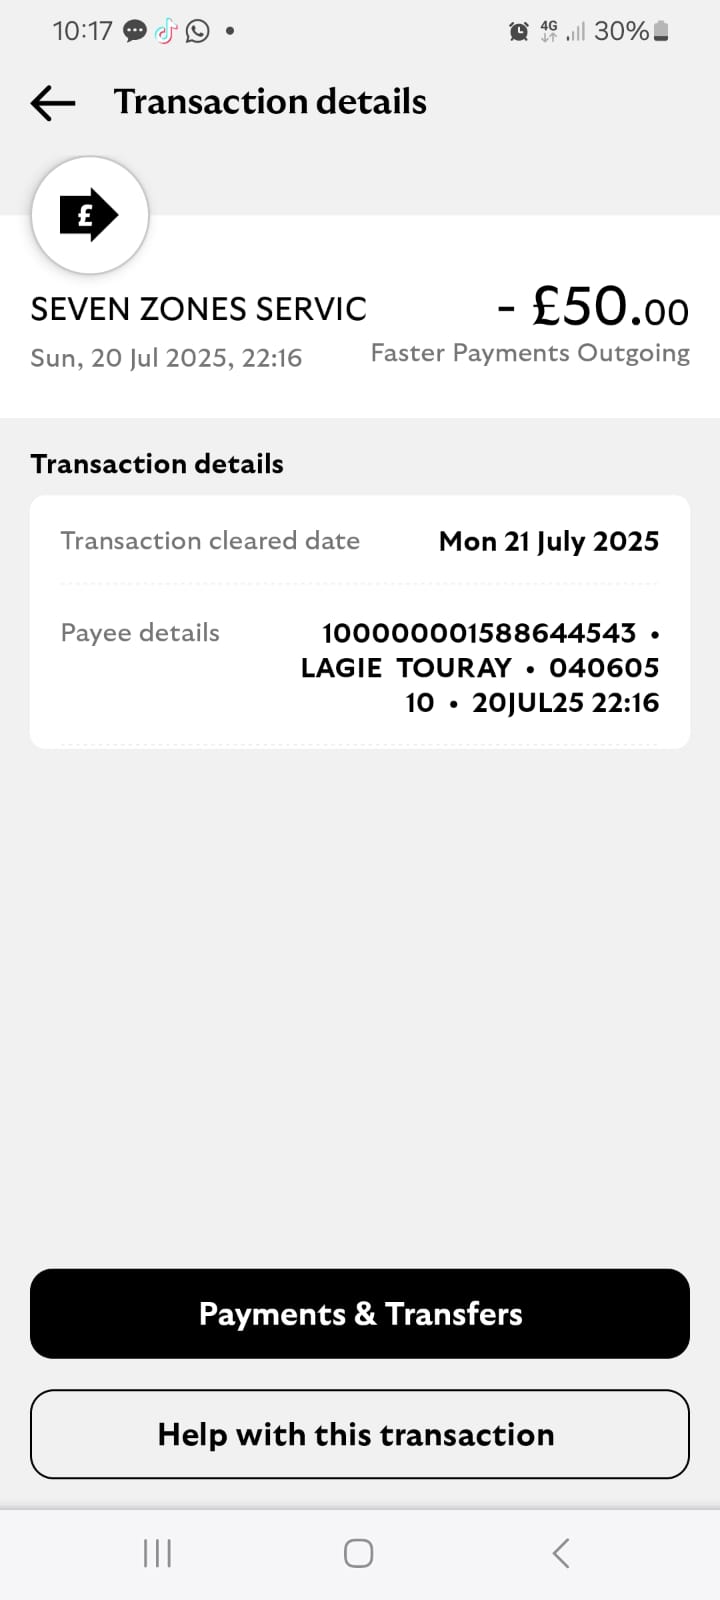 10:17
4G 30%
Transaction details
£
SEVEN ZONES SERVIC - £50.00
Sun, 20 Jul 2025, 22:16 Faster Payments Outgoing
Transaction details
Transaction cleared date Mon 21 July 2025
Payee details 100000001588644543 •
LAGIE TOURAY • 040605
10 • 20JUL25 22:16
Payments & Transfers
Help with this transaction